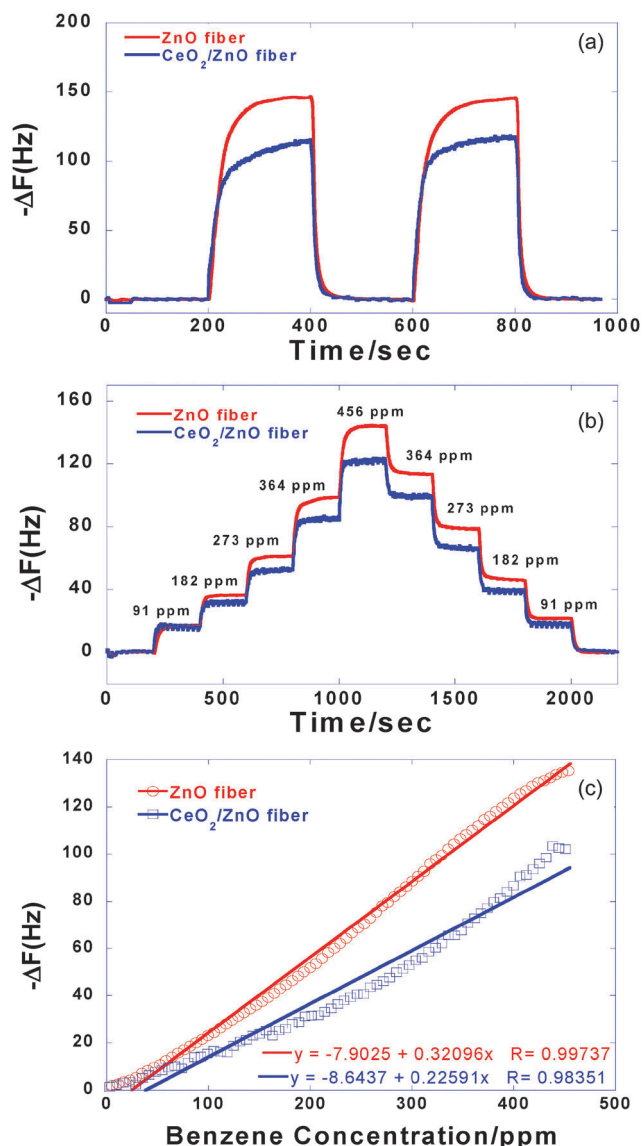 (a)
ZnO fiber
CeO₂/ZnO fiber
200
150
100
50
0
-ΔF(Hz)
0 200 400 600 800 1000
Time/sec
(b)
ZnO fiber
CeO₂/ZnO fiber
160
120
80
40
0
-ΔF(Hz)
456 ppm
364 ppm
364 ppm
273 ppm
273 ppm
182 ppm
182 ppm
91 ppm
91 ppm
0 500 1000 1500 2000
Time/sec
(c)
ZnO fiber
CeO₂/ZnO fiber
140
120
100
80
60
40
20
0
-ΔF(Hz)
y = -7.9025 + 0.32096x R= 0.99737
y = -8.6437 + 0.22591x R= 0.98351
0 100 200 300 400 500
Benzene Concentration/ppm